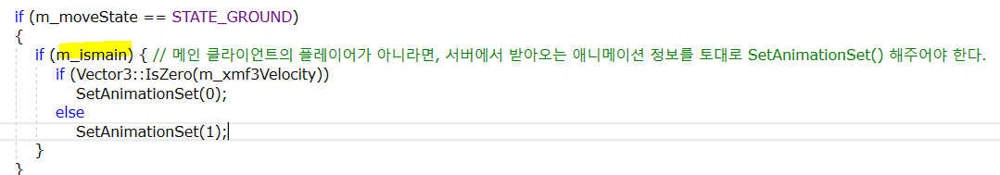 if (m_moveState == STATE_GROUND)
{
if (m_ismain) { // 메인 클라이언트의 플레이어가 아니라면, 서버에서 받아오는 애니메이션 정보를 토대로 SetAnimationSet() 해주어야 한다.
if (Vector3::IsZero(m_xmf3Velocity))
SetAnimationSet(0);
else
SetAnimationSet(1);
}
}